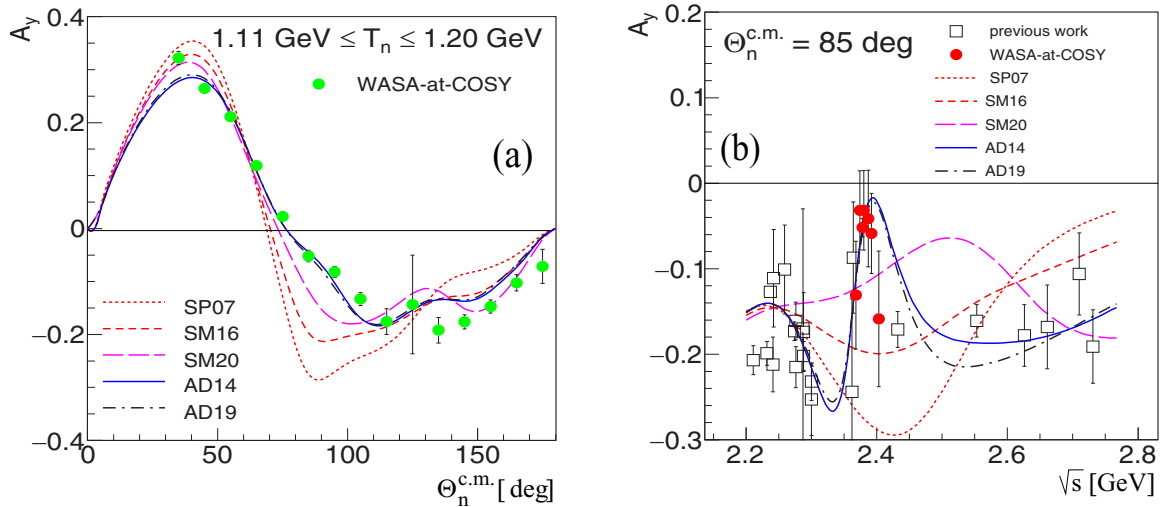 A_y
0.4
0.2
0
−0.2
−0.4
1.11 GeV ≤ T_n ≤ 1.20 GeV
WASA-at-COSY
(a)
SP07
SM16
SM20
AD14
AD19
0
50
100
150
Θ_n^c.m. [deg]
A_y
0.2
0.1
0
−0.1
−0.2
−0.3
Θ_n^c.m. = 85 deg
previous work
WASA-at-COSY
SP07
SM16
SM20
AD14
AD19
(b)
2.2
2.4
2.6
2.8
√s [GeV]